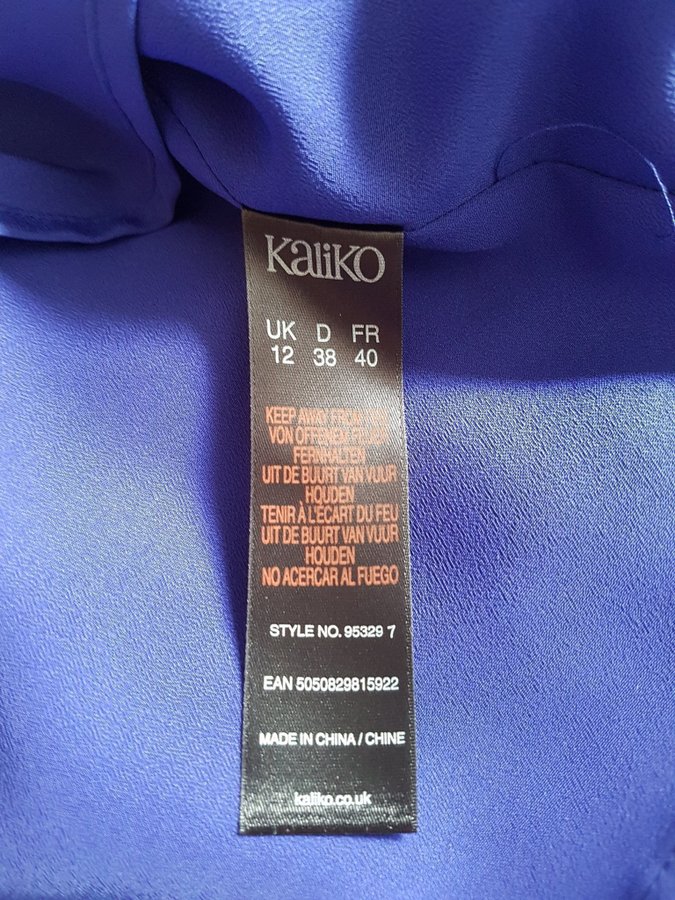 KaliKO
UK D FR
12 38 40
KEEP AWAY FROM FIRE
VON OFFENEM FEUER
FERNHALTEN
UIT DE BUURT VAN VUUR
HOUDEN
TENIR À L'ÉCART DU FEU
UIT DE BUURT VAN VUUR
HOUDEN
NO ACERCAR AL FUEGO
STYLE NO. 95329 7
EAN 5050829815922
MADE IN CHINA / CHINE
kaliko.co.uk